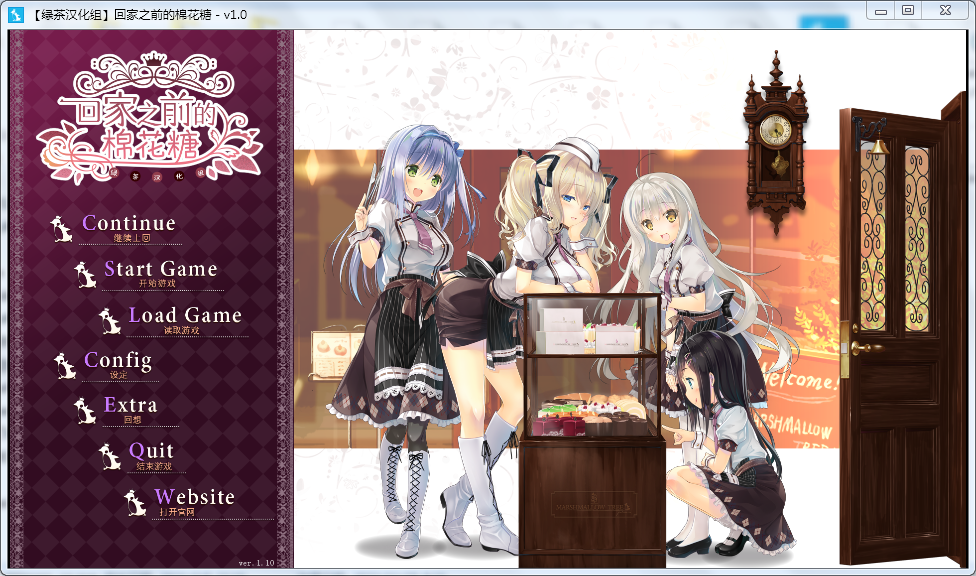 【绿茶汉化组】回家之前的棉花糖 - v1.0
回家之前的
棉花糖
绿茶汉化组
Continue
继续上回
Start Game
开始游戏
Load Game
读取游戏
Config
设定
Extra
回想
Quit
结束游戏
Website
打开官网
ver.1.10
Welcome!
MARSHMALLOW
TREE